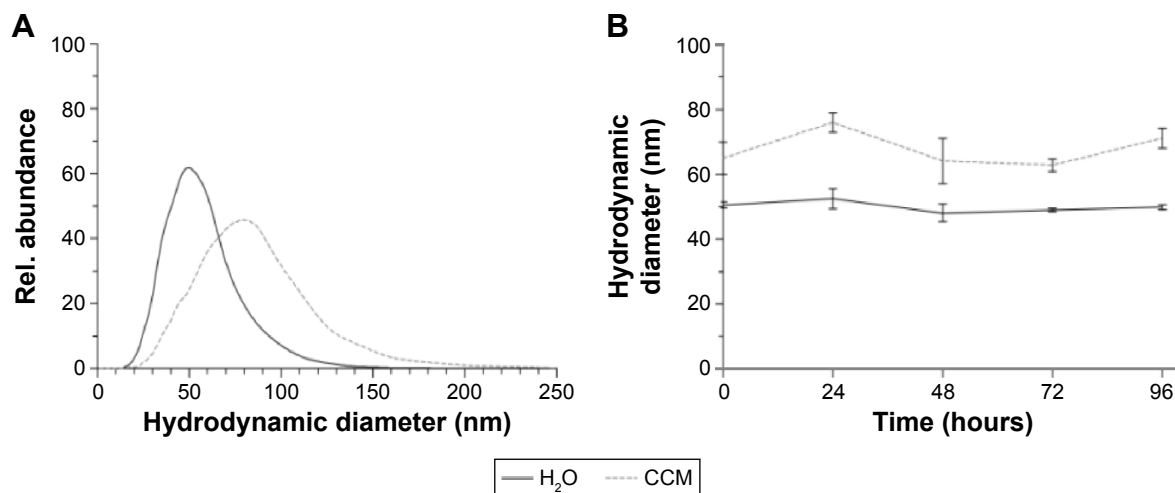 A
100
80
60
40
20
0
Rel. abundance
0 50 100 150 200 250
Hydrodynamic diameter (nm)
B
100
80
60
40
20
0
Hydrodynamic
diameter (nm)
0 24 48 72 96
Time (hours)
H₂O CCM